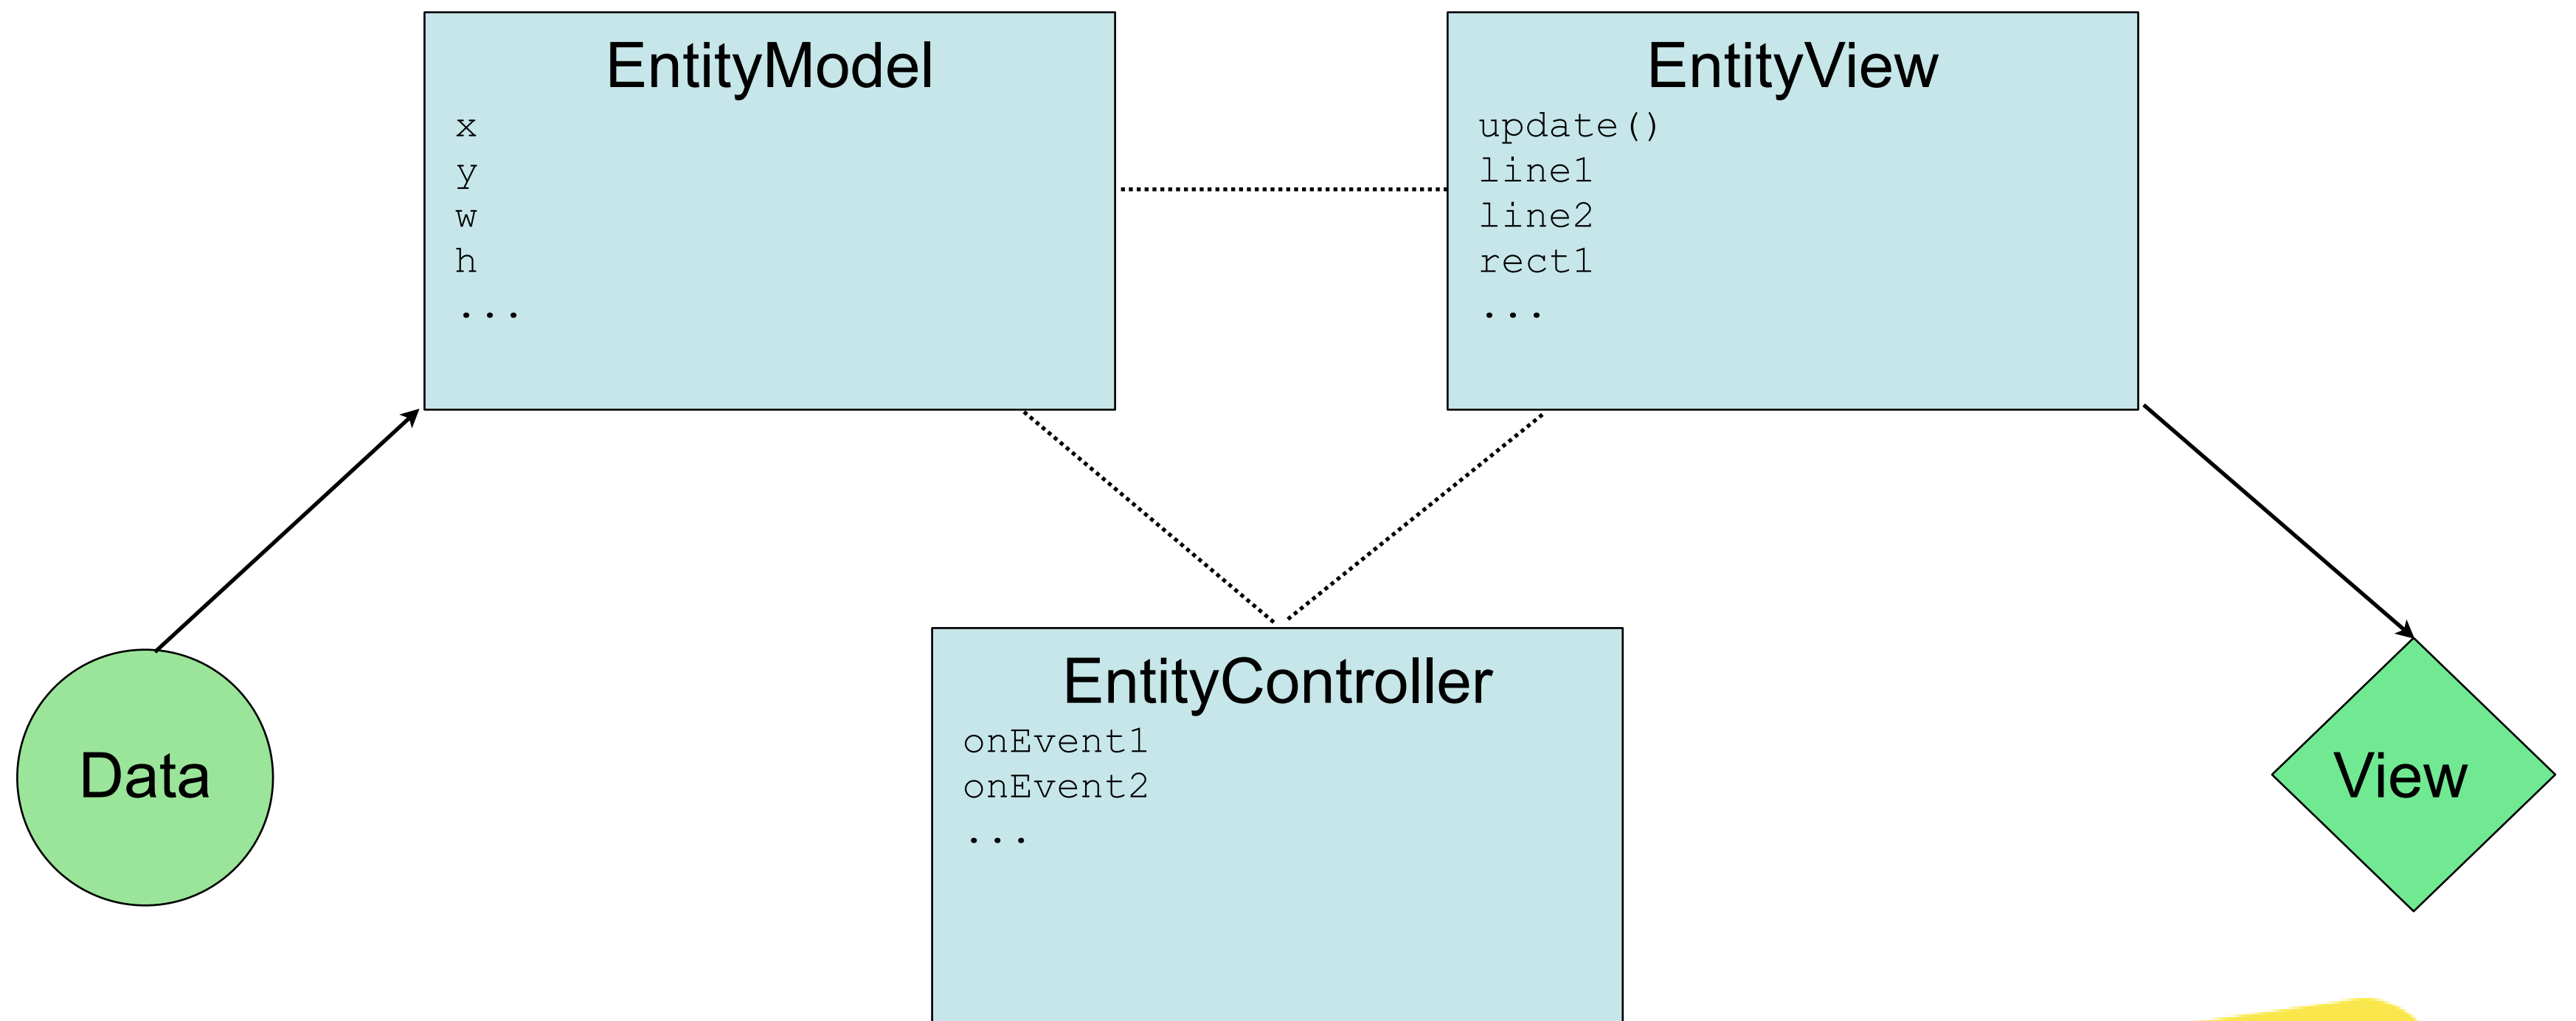 EntityModel
x
y
w
h
...
EntityView
update()
line1
line2
rect1
...
EntityController
onEvent1
onEvent2
...
Data
View